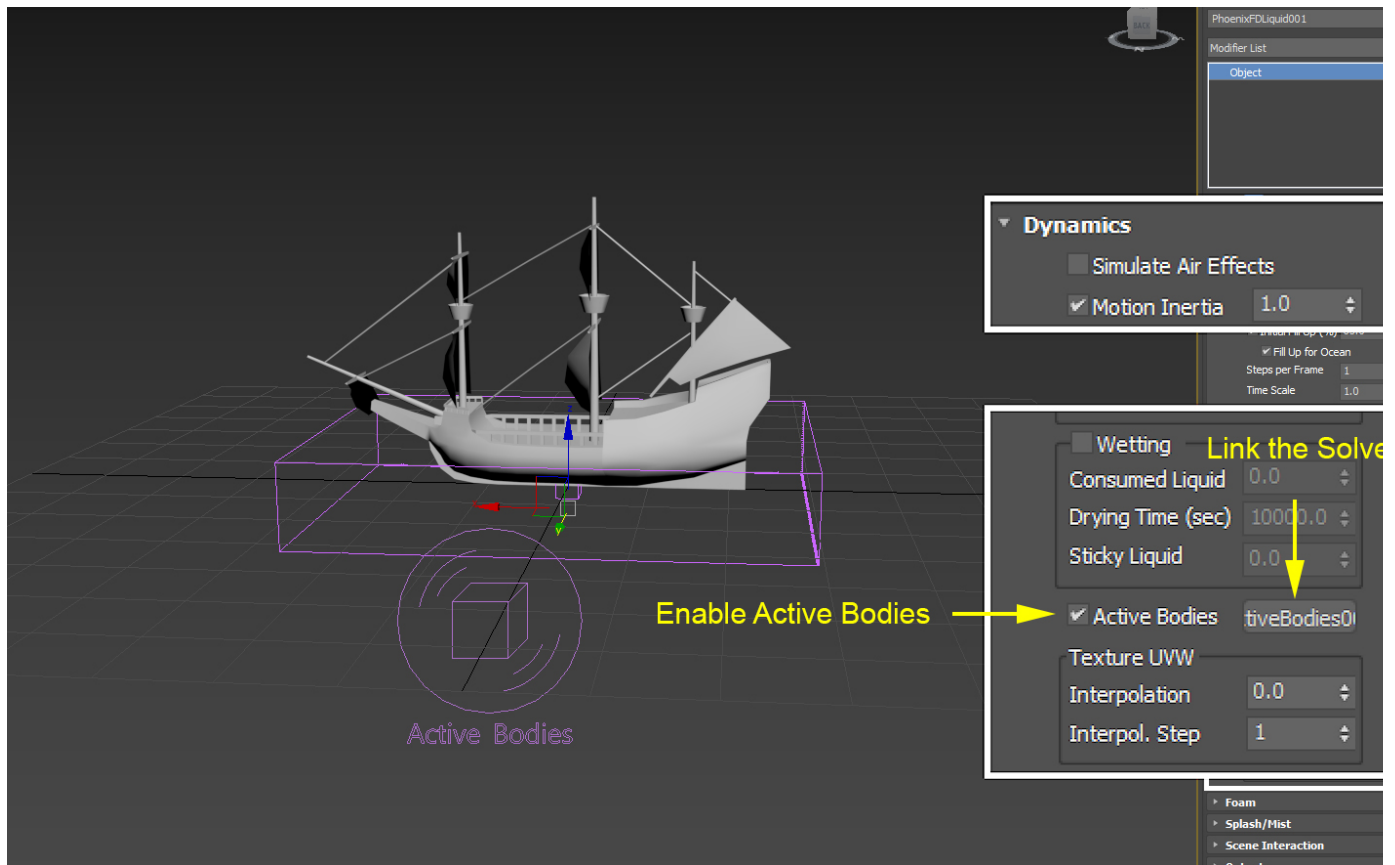 BACK
PhoenixFDLiquid001
Modifier List
Object
Dynamics
Simulate Air Effects
Motion Inertia 1.0
Fill Up for Ocean
Steps per Frame 1
Time Scale 1.0
Wetting
Link the Solve
Consumed Liquid 0.0
Drying Time (sec) 10000.0
Sticky Liquid 0.0
Enable Active Bodies
Active Bodies tiveBodies0
Texture UVW
Interpolation 0.0
Interpol. Step 1
z
x
y
Active Bodies
Foam
Splash/Mist
Scene Interaction